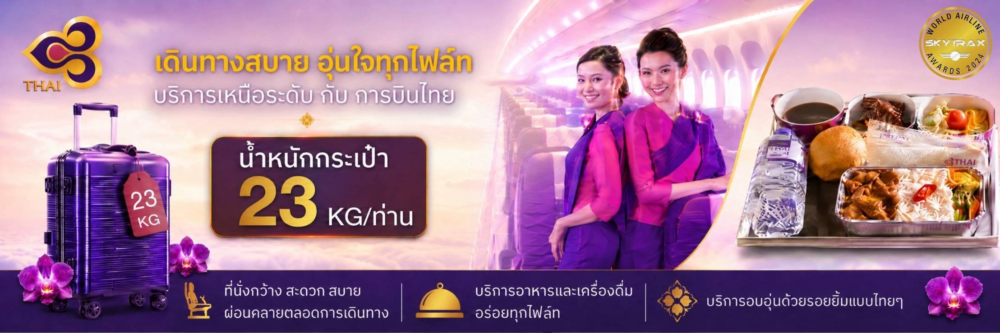 THAI
เดินทางสบาย อุ่นใจทุกไฟล์ท
บริการเหนือระดับ กับ การบินไทย
น้ำหนักกระเป๋า
23 KG/ท่าน
23
KG
WORLD AIRLINE
SKYTRAX
AWARDS 2024
THAI
THAI
ที่นั่งกว้าง สะดวก สบาย
ผ่อนคลายตลอดการเดินทาง
บริการอาหารและเครื่องดื่ม
อร่อยทุกไฟล์ท
บริการอบอุ่นด้วยรอยยิ้มแบบไทยๆ